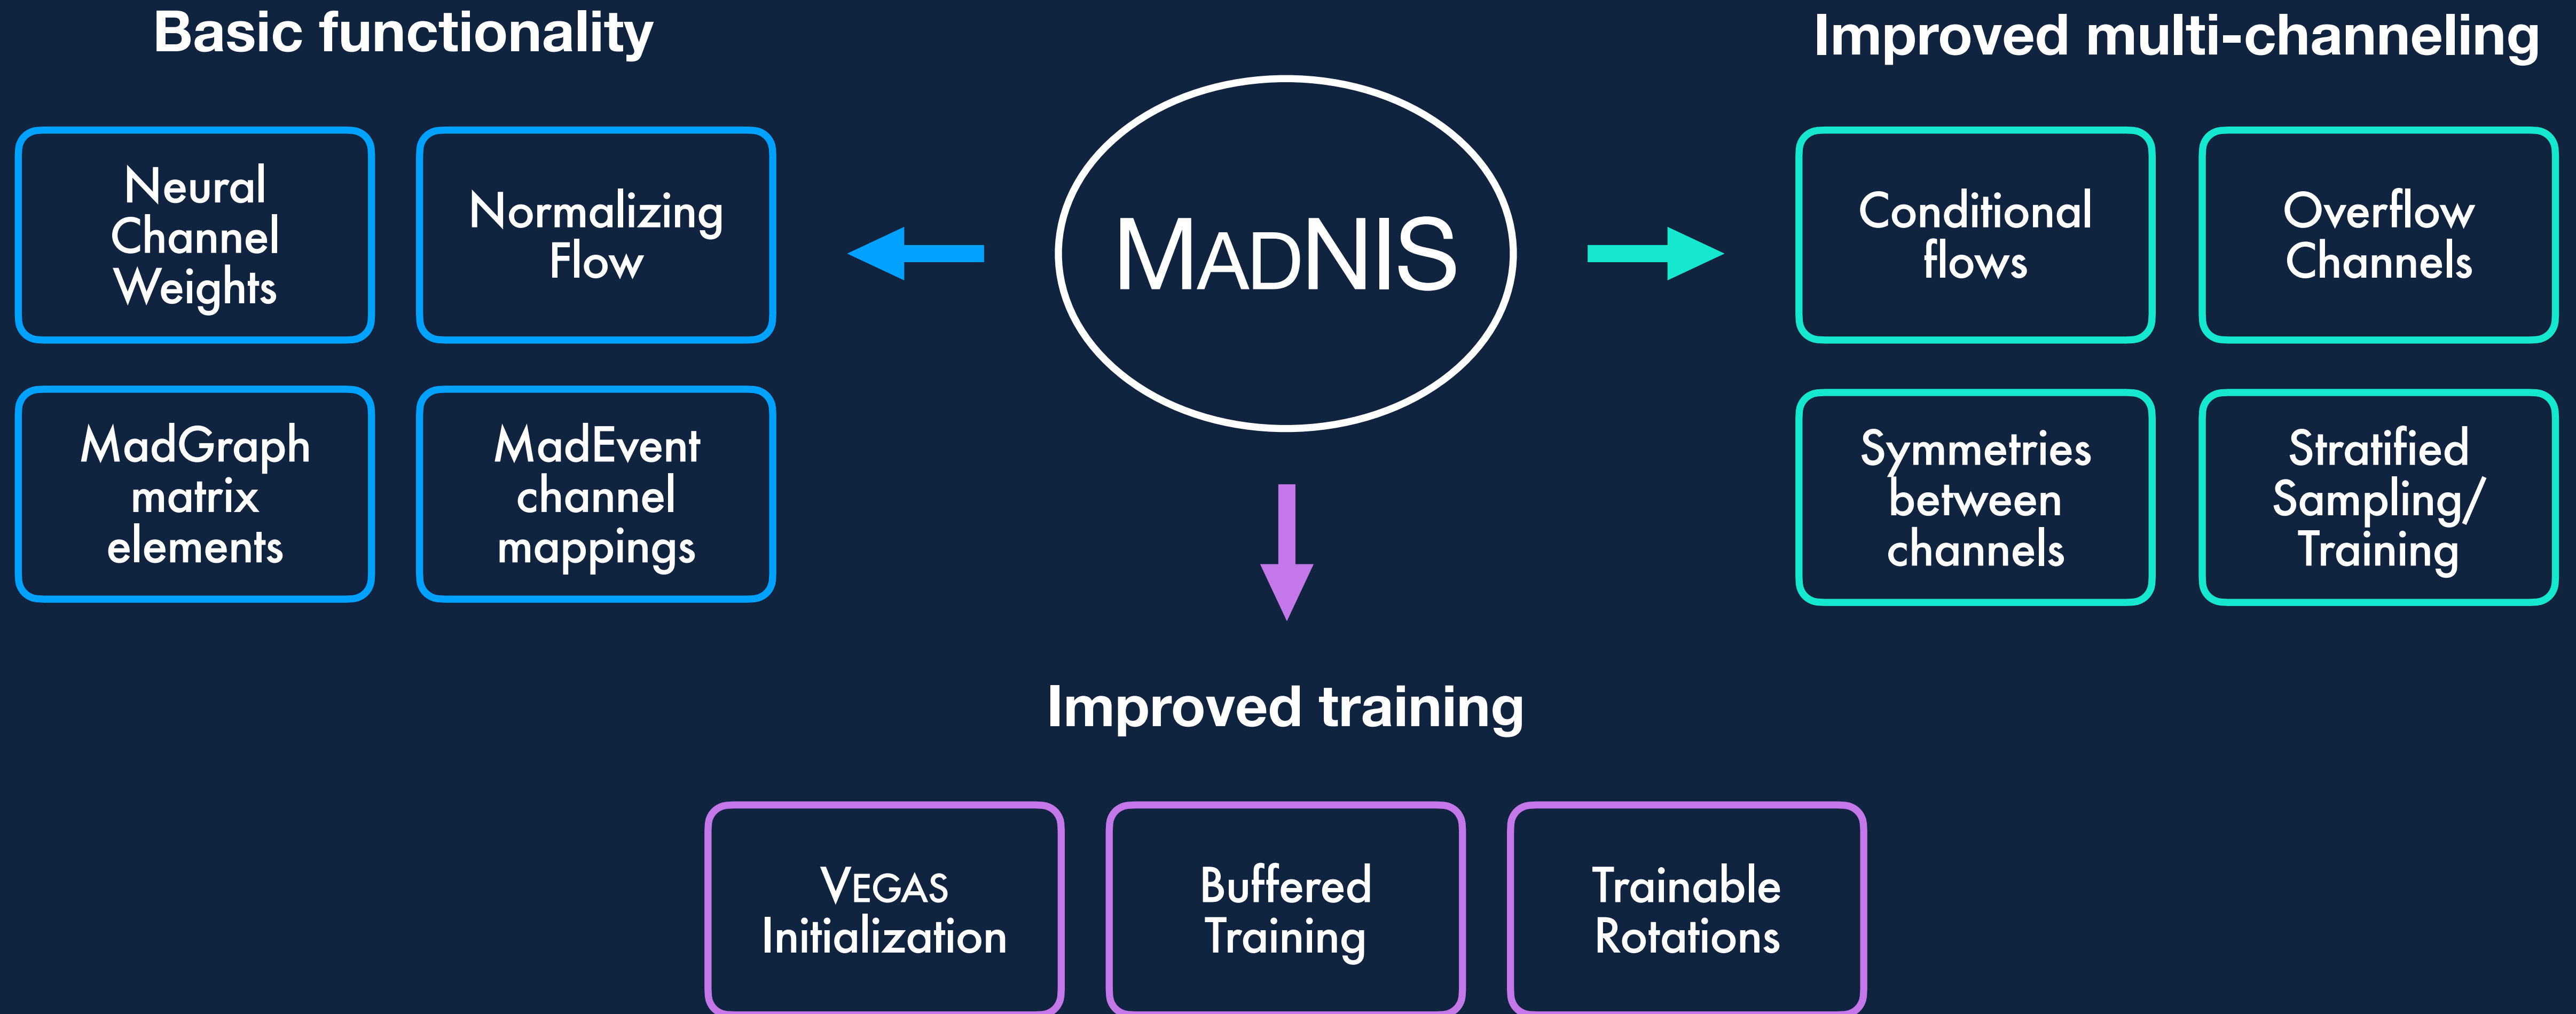 Basic functionality
Neural
Channel
Weights
Normalizing
Flow
MadGraph
matrix
elements
MadEvent
channel
mappings
MADNIS
Improved multi-channeling
Conditional
flows
Overflow
Channels
Symmetries
between
channels
Stratified
Sampling/
Training
Improved training
VEGAS
Initialization
Buffered
Training
Trainable
Rotations